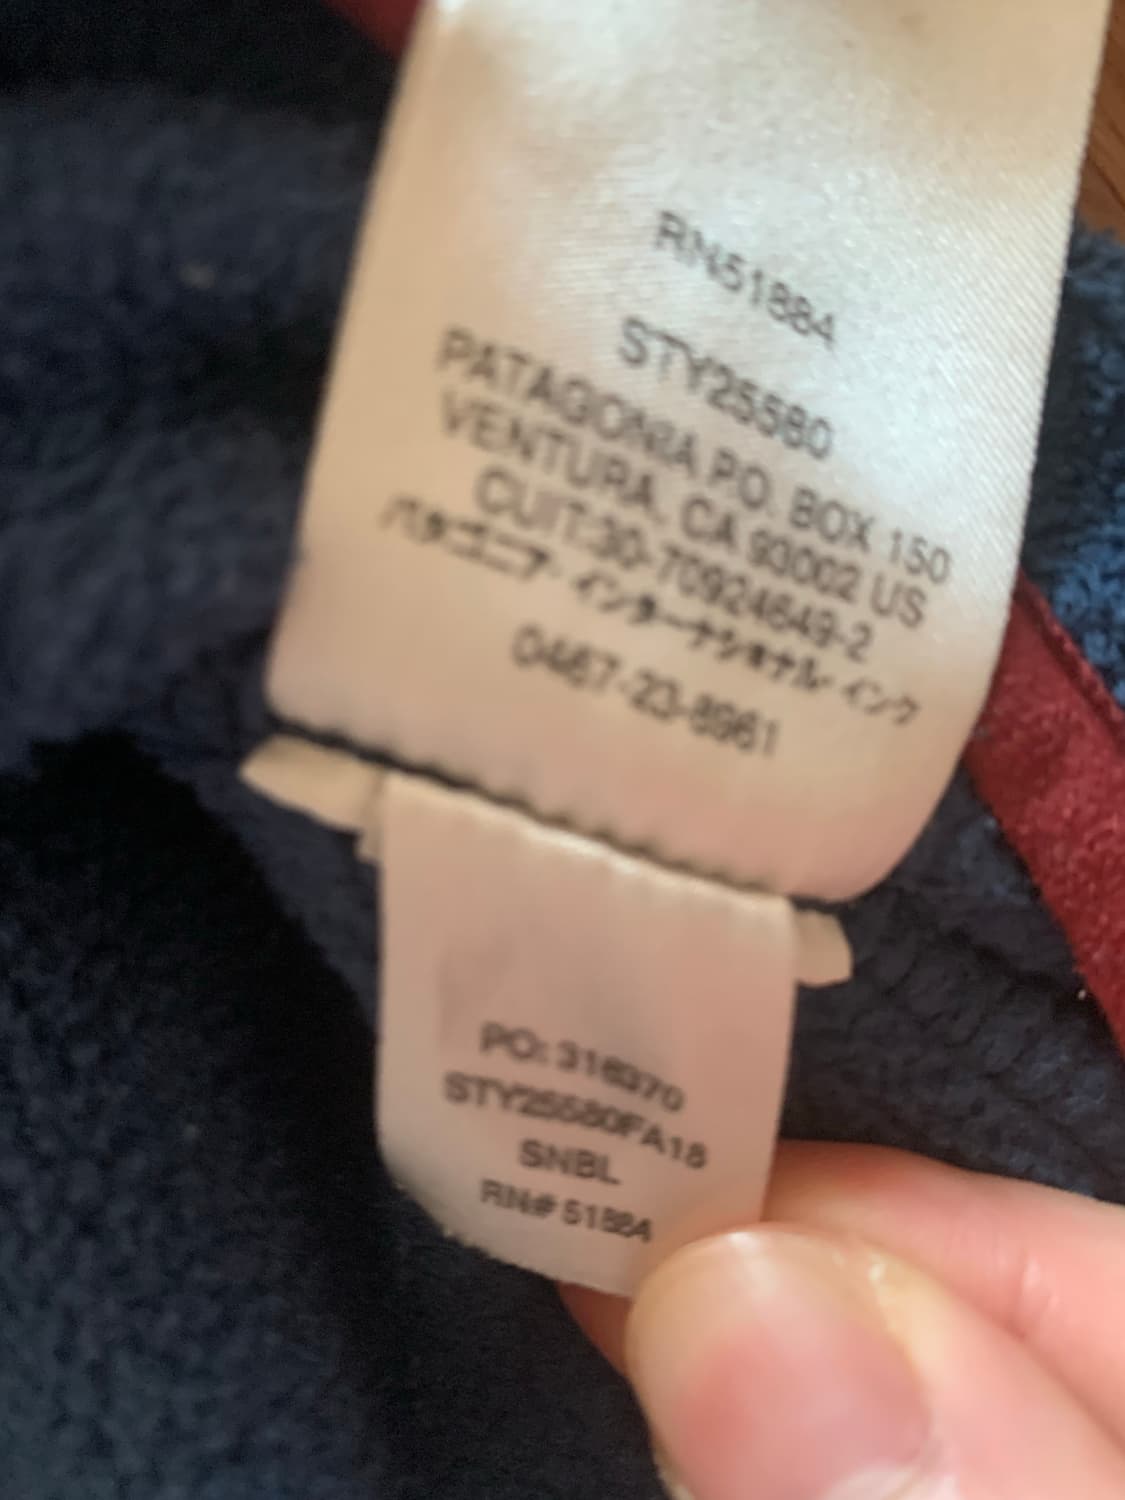 RN51884
STY25580
PATAGONIA P.O. BOX 150
VENTURA, CA 93002 US
CUIT:30-70924649-2
パタゴニア・インターナショナル・インク
0467-23-8961
PO: 316370
STY25580FA18
SNBL
RN# 51884